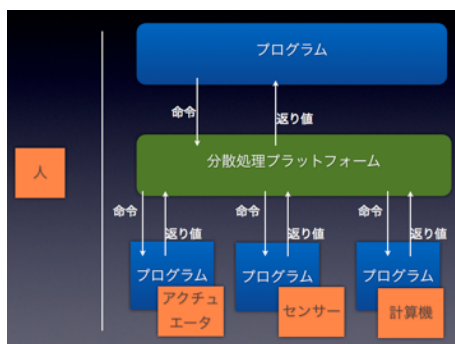 プログラム
命令
返り値
人
分散処理プラットフォーム
命令
返り値
命令
返り値
命令
返り値
プログラム
プログラム
プログラム
アクチュ
エータ
センサー
計算機